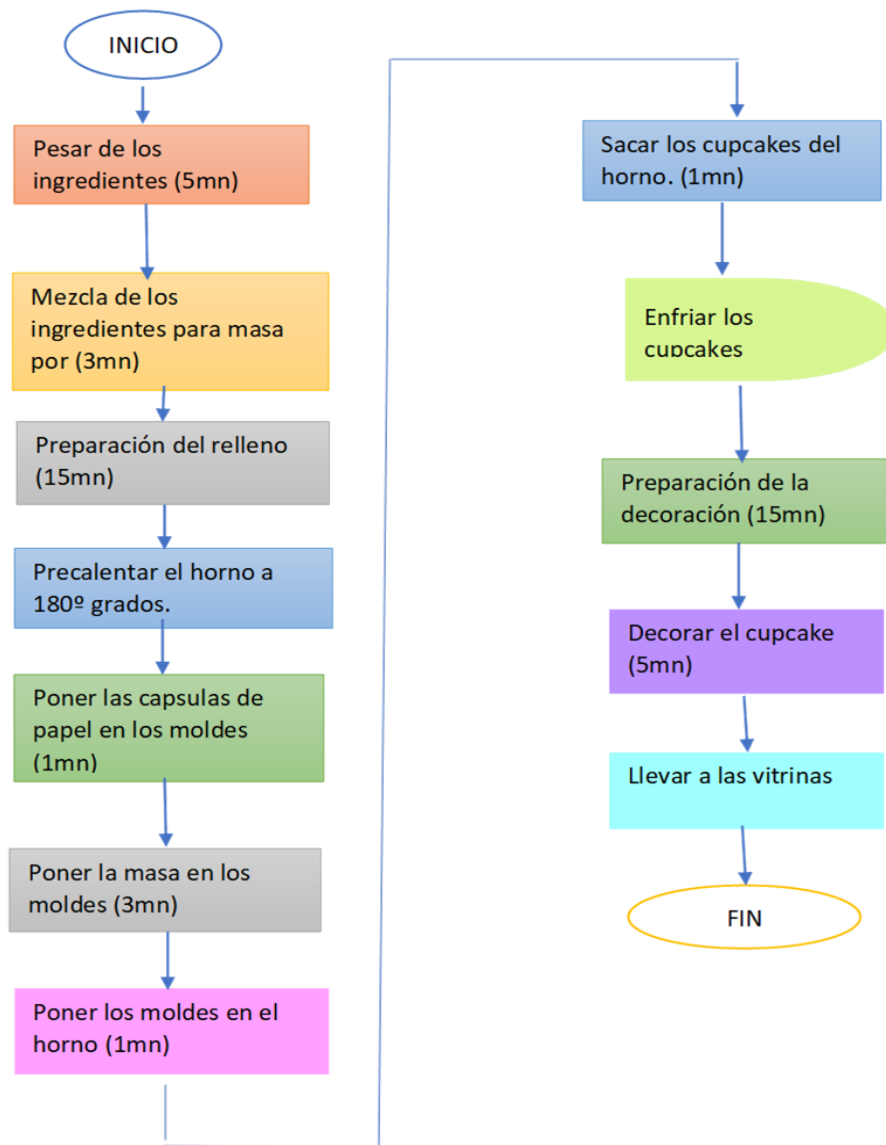 INICIO
Pesar de los
ingredientes (5mn)
Mezcla de los
ingredientes para masa
por (3mn)
Preparación del relleno
(15mn)
Precalentar el horno a
180º grados.
Poner las capsulas de
papel en los moldes
(1mn)
Poner la masa en los
moldes (3mn)
Poner los moldes en el
horno (1mn)
Sacar los cupcakes del
horno. (1mn)
Enfriar los
cupcakes
Preparación de la
decoración (15mn)
Decorar el cupcake
(5mn)
Llevar a las vitrinas
FIN